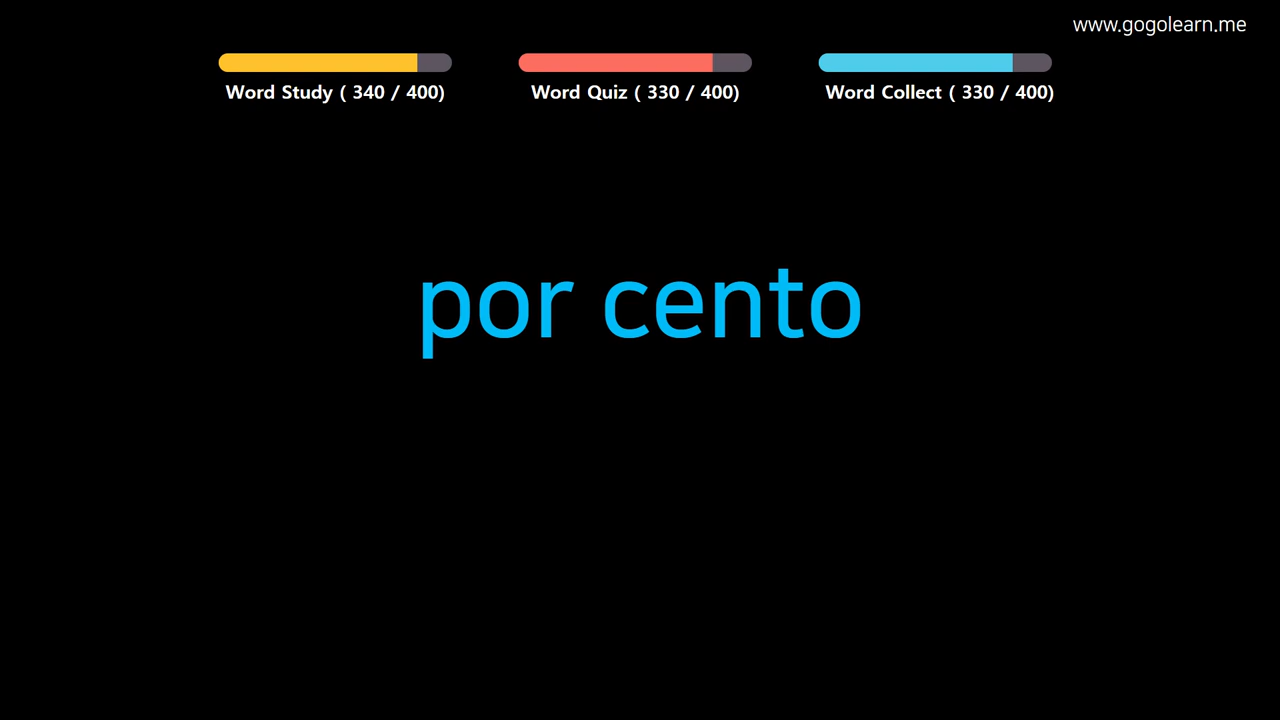 www.gogolearn.me
Word Study ( 340 / 400)
Word Quiz ( 330 / 400)
Word Collect ( 330 / 400)
por cento